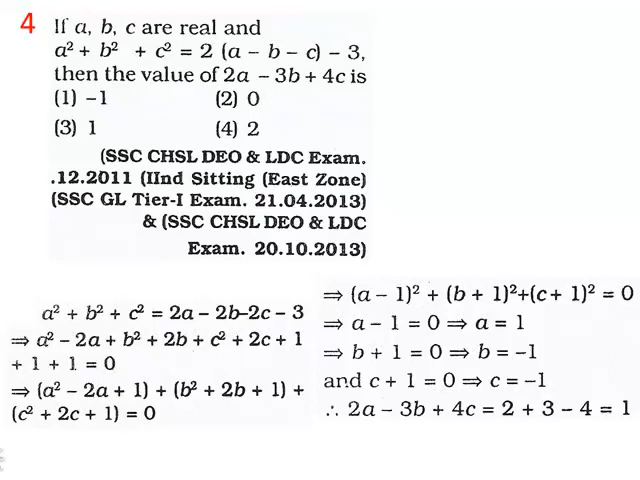 4 If a, b, c are real and
a² + b² + c² = 2 (a – b – c) – 3,
then the value of 2a – 3b + 4c is
(1) –1 (2) 0
(3) 1 (4) 2
(SSC CHSL DEO & LDC Exam.
.12.2011 (IInd Sitting (East Zone)
(SSC GL Tier-I Exam. 21.04.2013)
& (SSC CHSL DEO & LDC
Exam. 20.10.2013)
a² + b² + c² = 2a – 2b–2c – 3
⇒ a² – 2a + b² + 2b + c² + 2c + 1
+ 1 + 1 = 0
⇒ (a² – 2a + 1) + (b² + 2b + 1) +
(c² + 2c + 1) = 0
⇒ (a – 1)² + (b + 1)²+(c + 1)² = 0
⇒ a – 1 = 0 ⇒ a = 1
⇒ b + 1 = 0 ⇒ b = –1
and c + 1 = 0 ⇒ c = –1
∴ 2a – 3b + 4c = 2 + 3 – 4 = 1